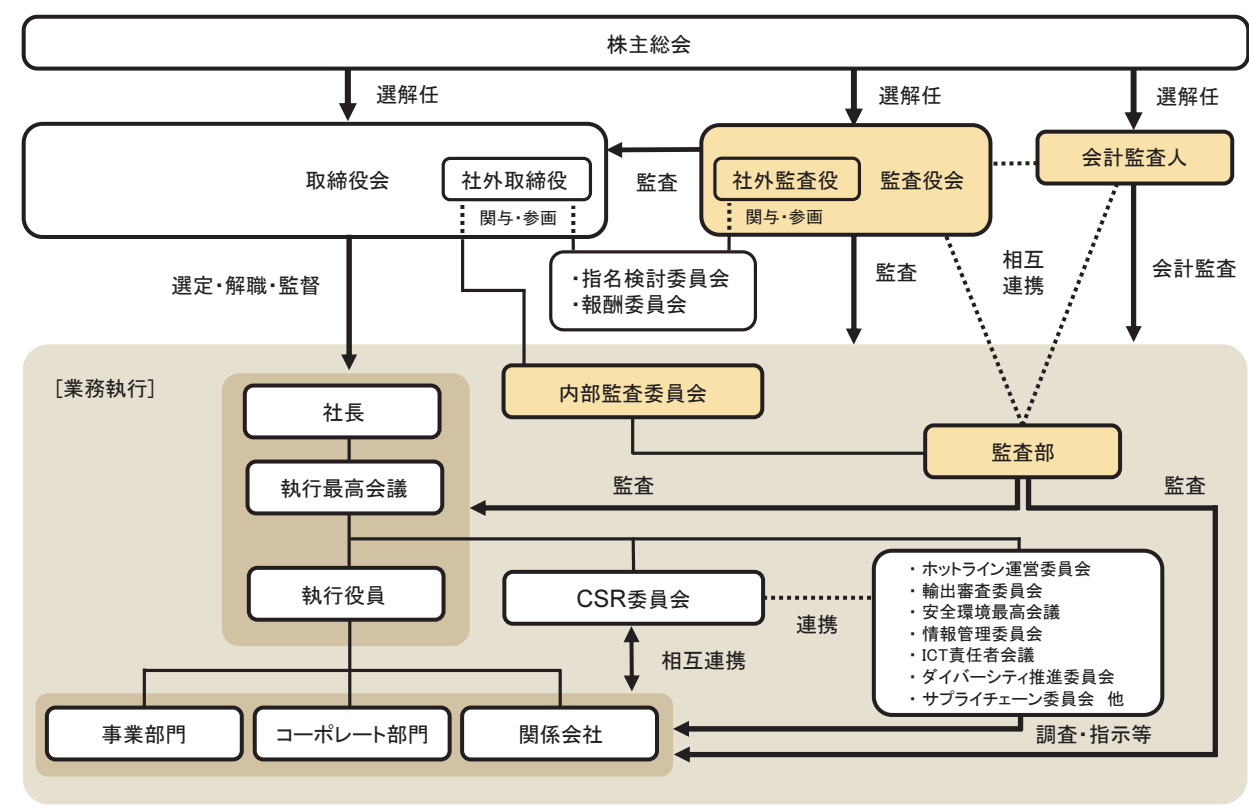 株主総会
選解任
選解任
選解任
取締役会
社外取締役
関与・参画
監査
社外監査役
監査役会
関与・参画
会計監査人
選定・解職・監督
・指名検討委員会
・報酬委員会
監査
相互
連携
会計監査
[業務執行]
社長
内部監査委員会
監査部
執行最高会議
監査
監査
執行役員
CSR委員会
連携
・ホットライン運営委員会
・輸出審査委員会
・安全環境最高会議
・情報管理委員会
・ICT責任者会議
・ダイバーシティ推進委員会
・サプライチェーン委員会 他
相互連携
事業部門
コーポレート部門
関係会社
調査・指示等